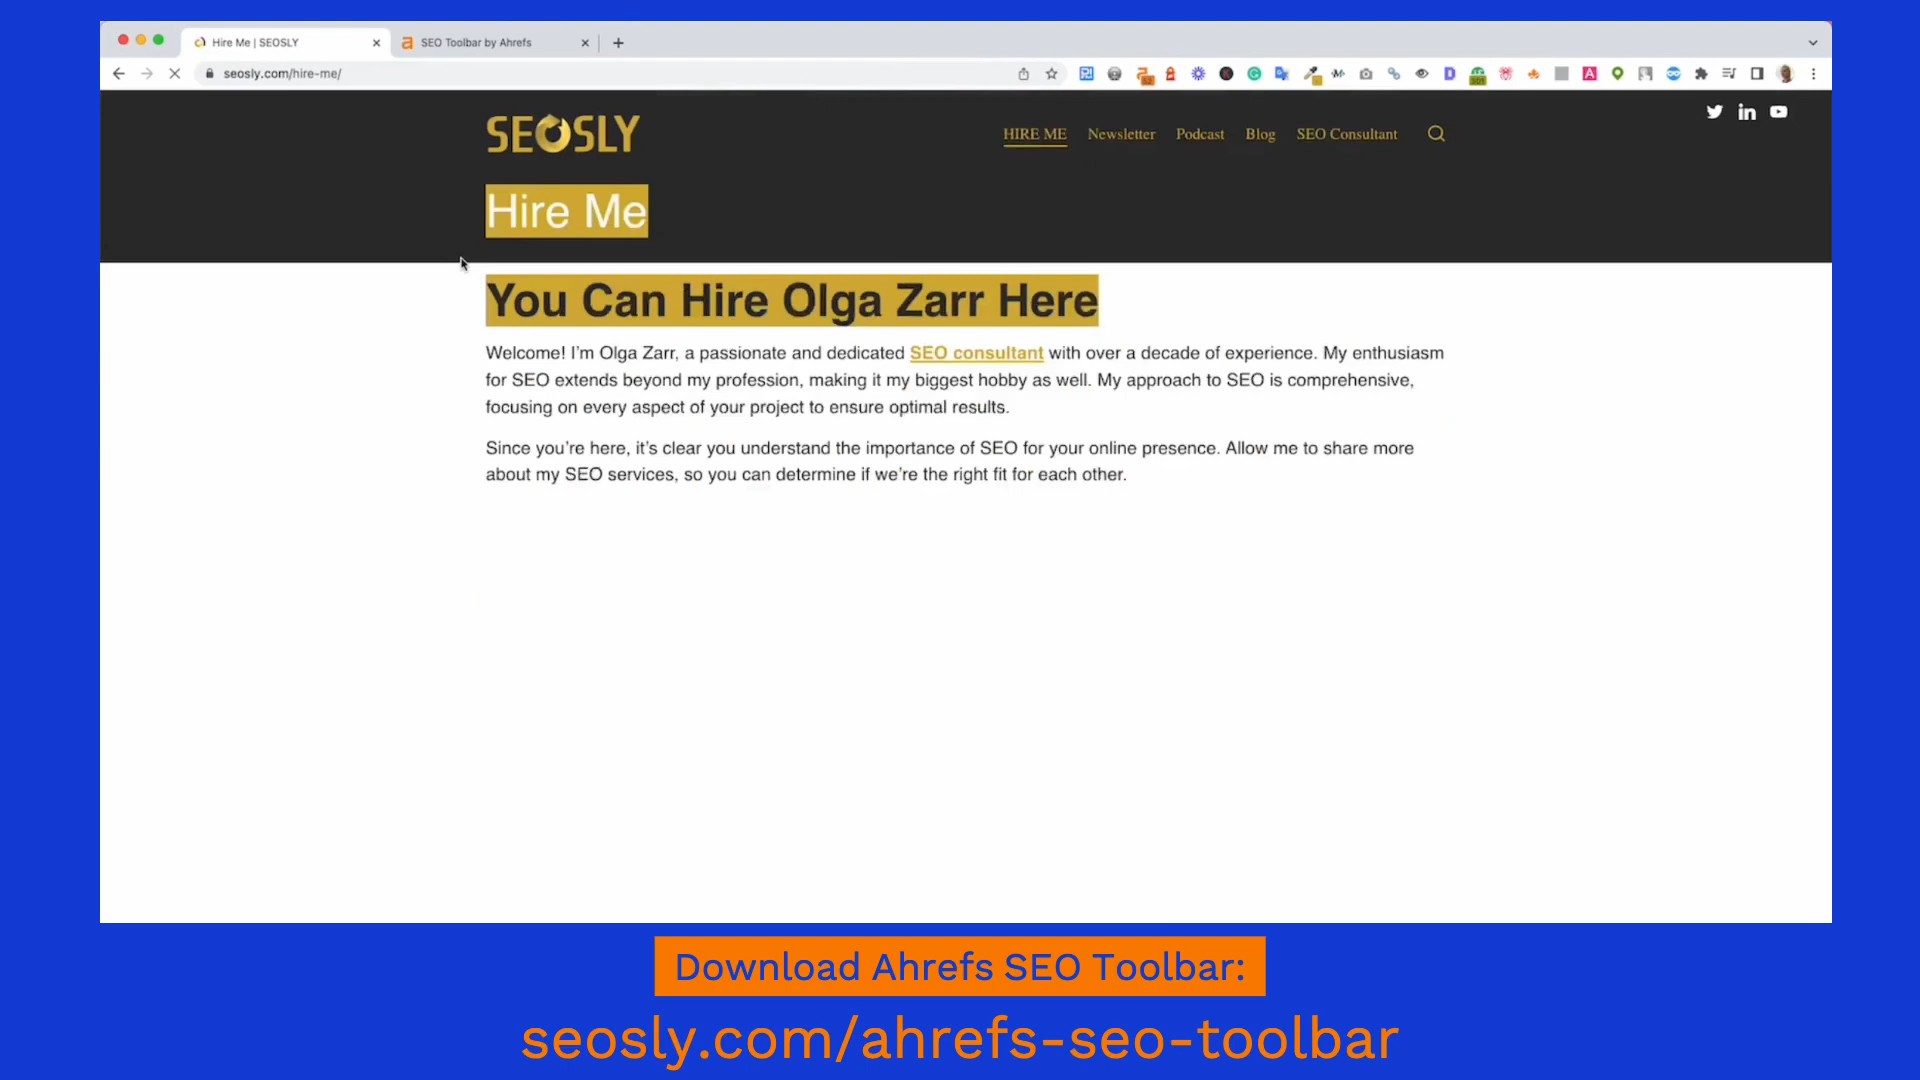 Hire Me | SEOSLY
SEO Toolbar by Ahrefs
seosly.com/hire-me/
SEOSLY
HIRE ME Newsletter Podcast Blog SEO Consultant
Hire Me
You Can Hire Olga Zarr Here
Welcome! I'm Olga Zarr, a passionate and dedicated SEO consultant with over a decade of experience. My enthusiasm
for SEO extends beyond my profession, making it my biggest hobby as well. My approach to SEO is comprehensive,
focusing on every aspect of your project to ensure optimal results.
Since you're here, it's clear you understand the importance of SEO for your online presence. Allow me to share more
about my SEO services, so you can determine if we're the right fit for each other.
Download Ahrefs SEO Toolbar:
seosly.com/ahrefs-seo-toolbar